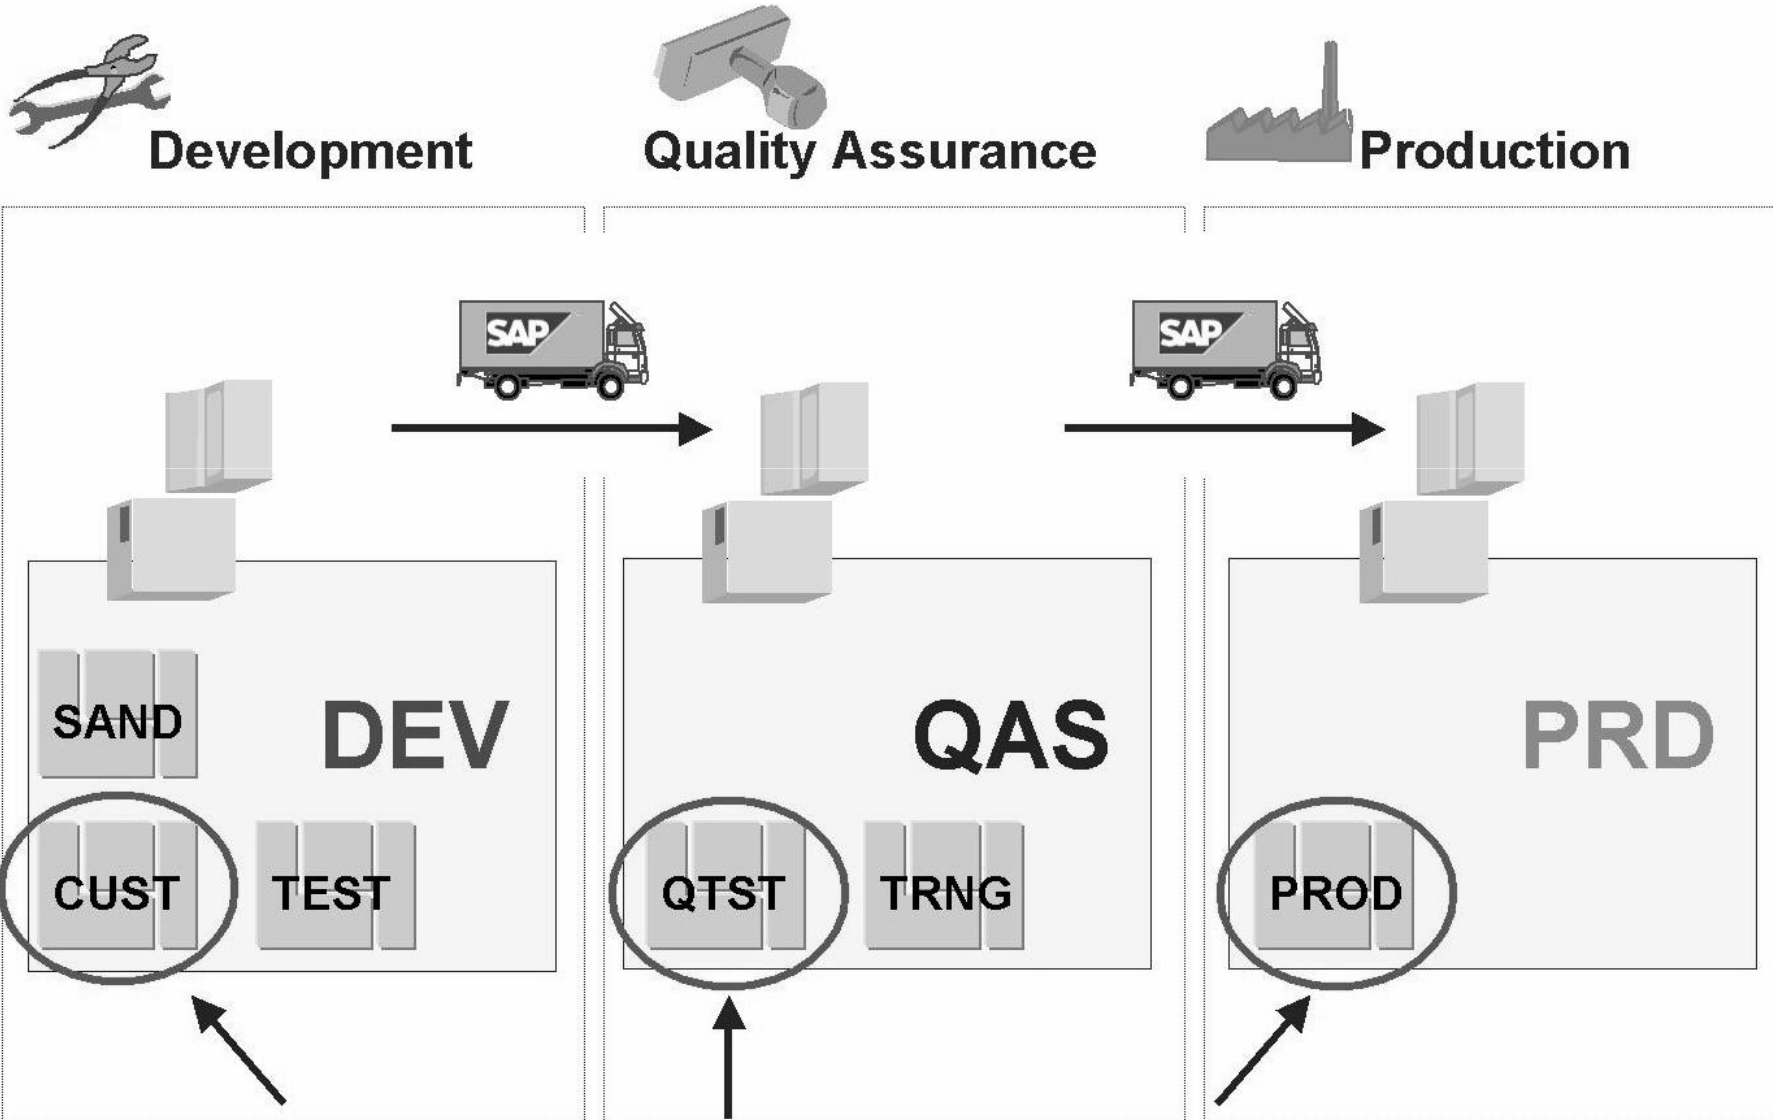 Development
Quality Assurance
Production
SAP
SAP
SAND
DEV
QAS
PRD
CUST
TEST
QTST
TRNG
PROD